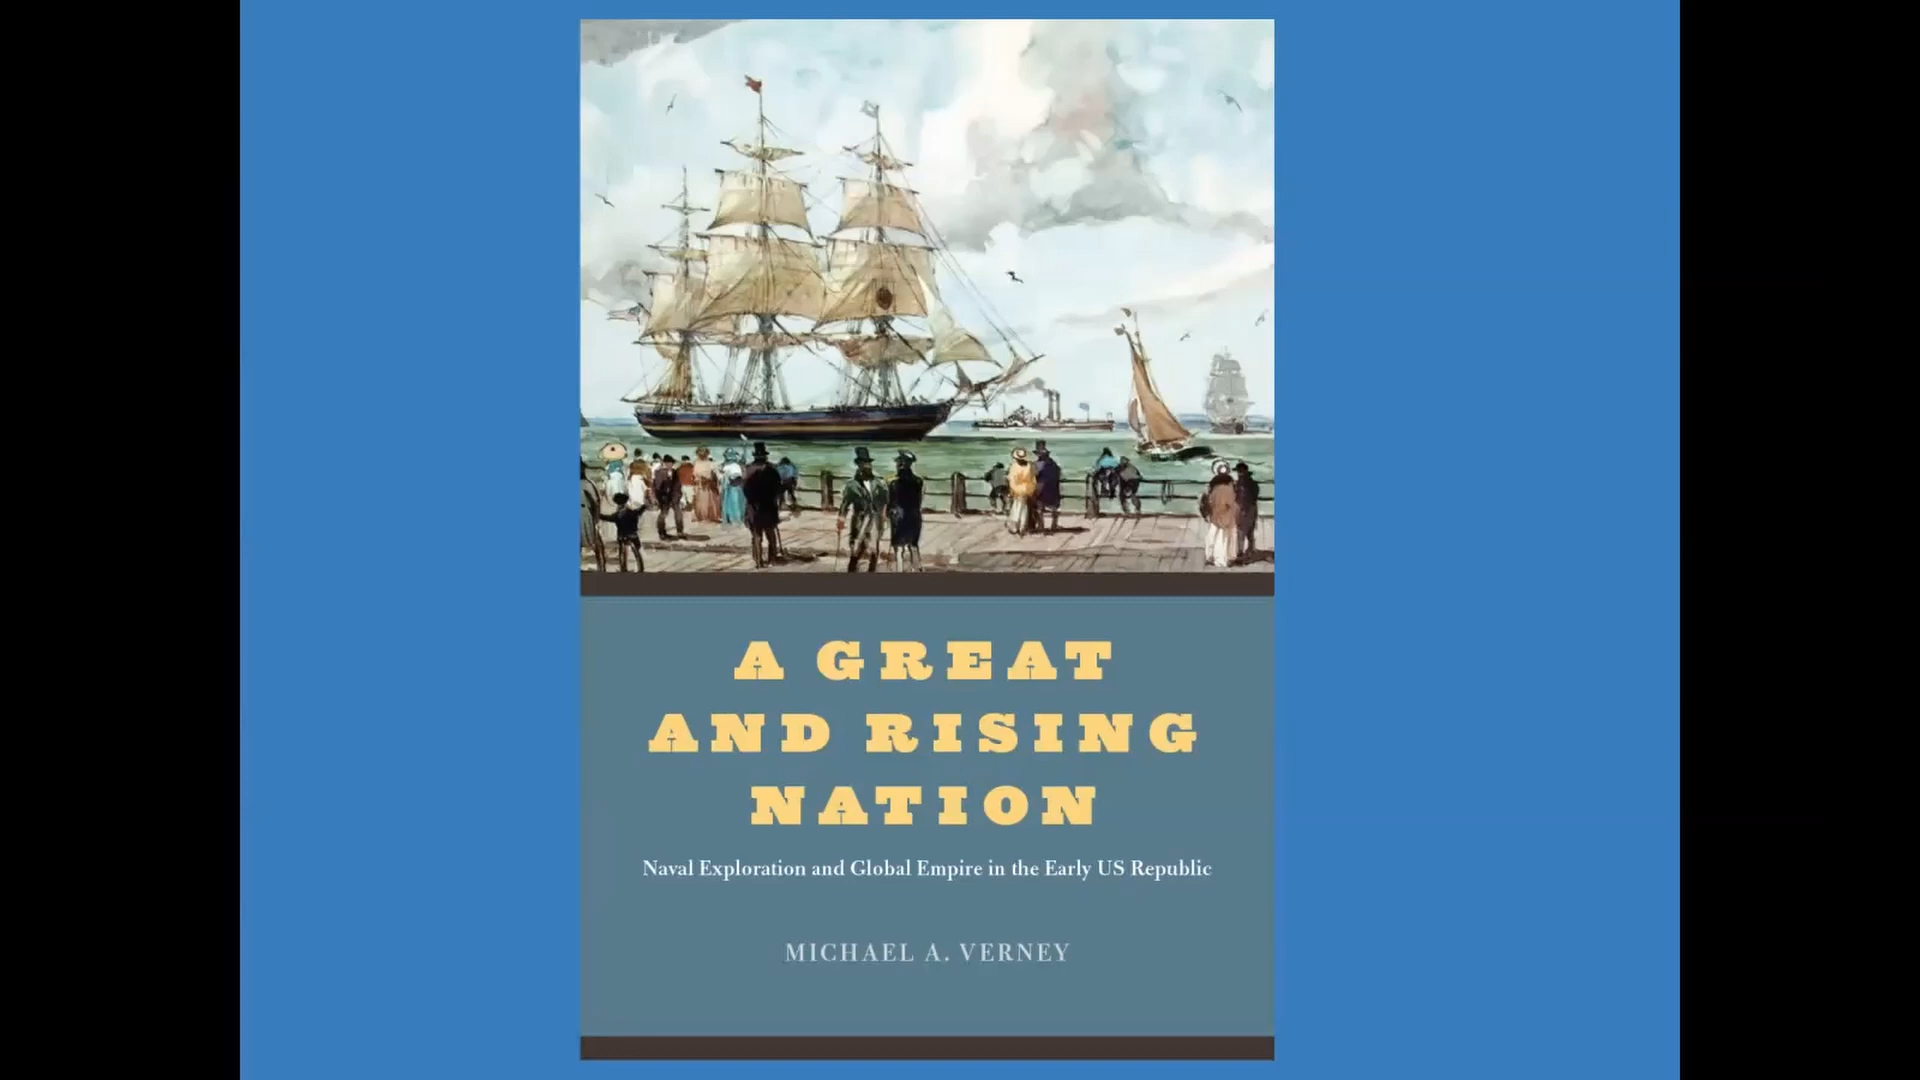 A GREAT
AND RISING
NATION
Naval Exploration and Global Empire in the Early US Republic
MICHAEL A. VERNEY